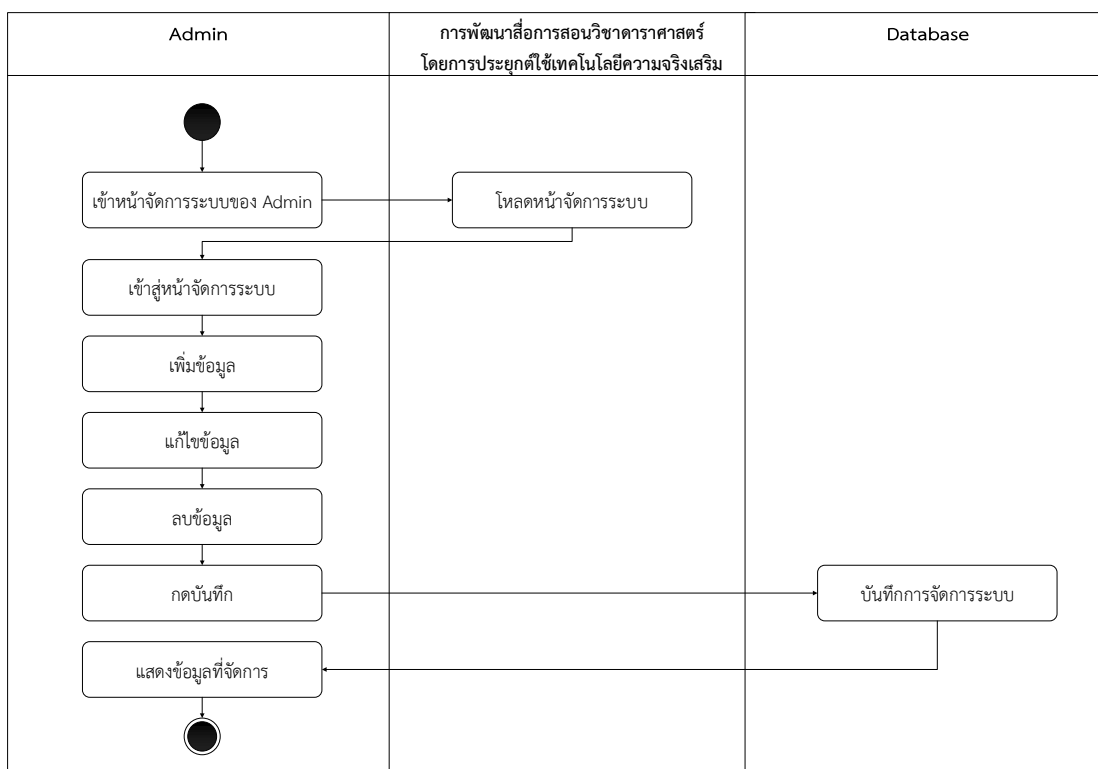 Admin
การพัฒนาสื่อการสอนวิชาดาราศาสตร์
โดยการประยุกต์ใช้เทคโนโลยีความจริงเสริม
Database
เข้าหน้าจัดการระบบของ Admin
โหลดหน้าจัดการระบบ
เข้าสู่หน้าจัดการระบบ
เพิ่มข้อมูล
แก้ไขข้อมูล
ลบข้อมูล
กดบันทึก
บันทึกการจัดการระบบ
แสดงข้อมูลที่จัดการ